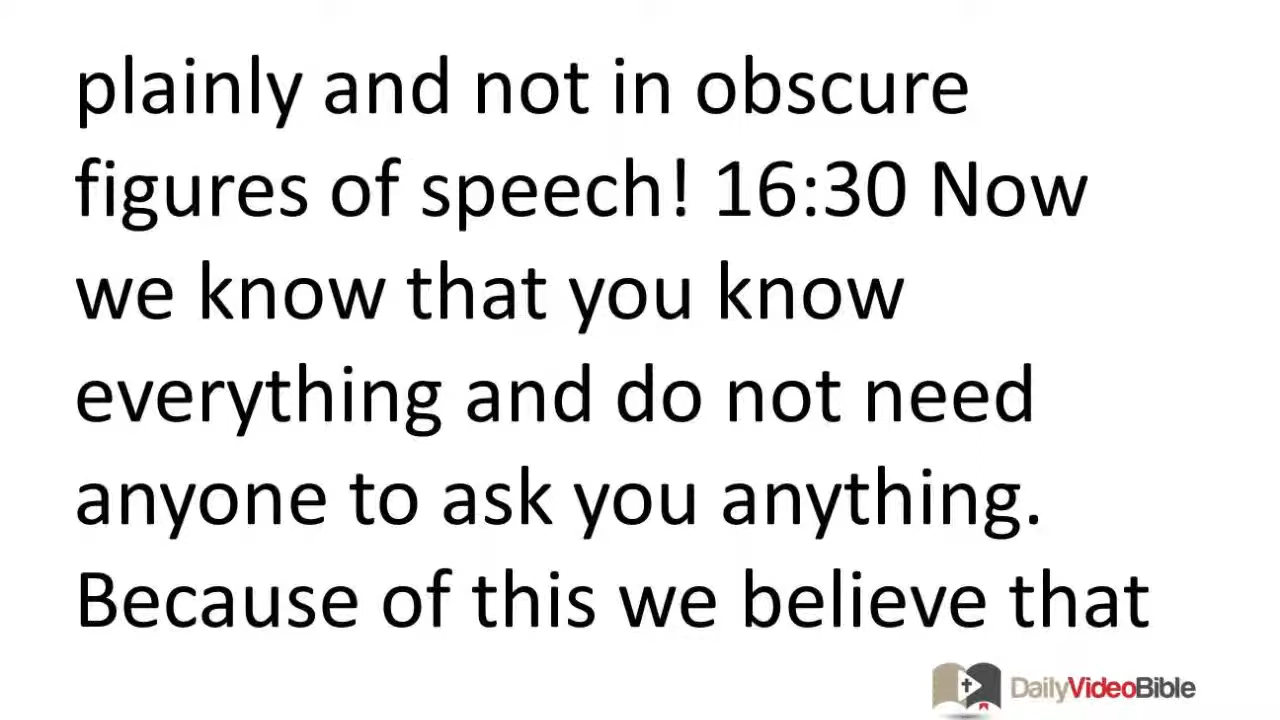 plainly and not in obscure
figures of speech! 16:30 Now
we know that you know
everything and do not need
anyone to ask you anything.
Because of this we believe that
DailyVideoBible